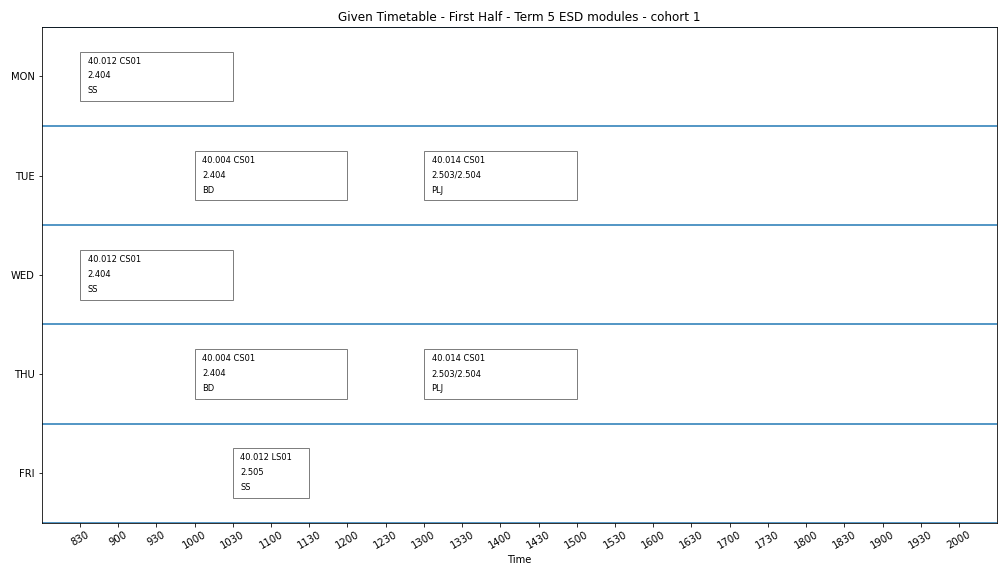 Given Timetable - First Half - Term 5 ESD modules - cohort 1
MON
40.012 CS01
2.404
SS
TUE
40.004 CS01
2.404
BD
40.014 CS01
2.503/2.504
PLJ
WED
40.012 CS01
2.404
SS
THU
40.004 CS01
2.404
BD
40.014 CS01
2.503/2.504
PLJ
FRI
40.012 LS01
2.505
SS
830 900 930 1000 1030 1100 1130 1200 1230 1300 1330 1400 1430 1500 1530 1600 1630 1700 1730 1800 1830 1900 1930 2000
Time